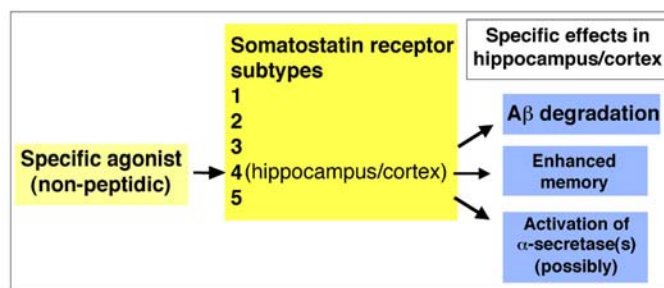 Somatostatin receptor
subtypes
1
2
3
4 (hippocampus/cortex)
5
Specific agonist
(non-peptidic)
Specific effects in
hippocampus/cortex
Aβ degradation
Enhanced
memory
Activation of
α-secretase(s)
(possibly)